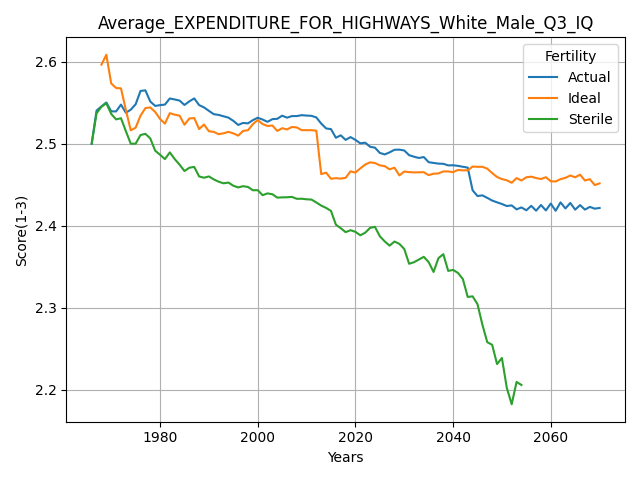 Average_EXPENDITURE_FOR_HIGHWAYS_White_Male_Q3_IQ
Fertility
Actual
Ideal
Sterile
Score(1-3)
2.6
2.5
2.4
2.3
2.2
1980
2000
2020
2040
2060
Years